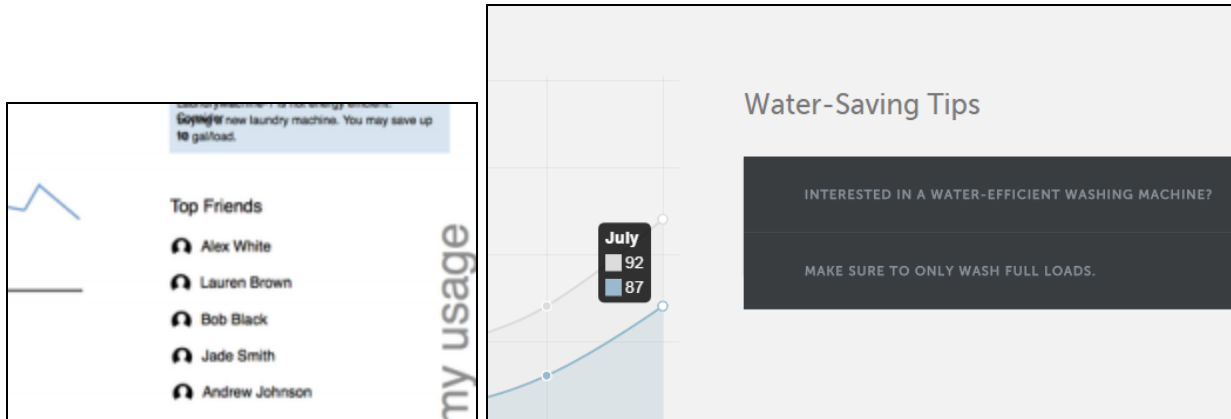 Laundrymachine-1 is not energy efficient.
Consider
buying a new laundry machine. You may save up
10 gal/load.
Top Friends
Alex White
Lauren Brown
Bob Black
Jade Smith
Andrew Johnson
my usage
Water-Saving Tips
INTERESTED IN A WATER-EFFICIENT WASHING MACHINE?
MAKE SURE TO ONLY WASH FULL LOADS.
July
92
87